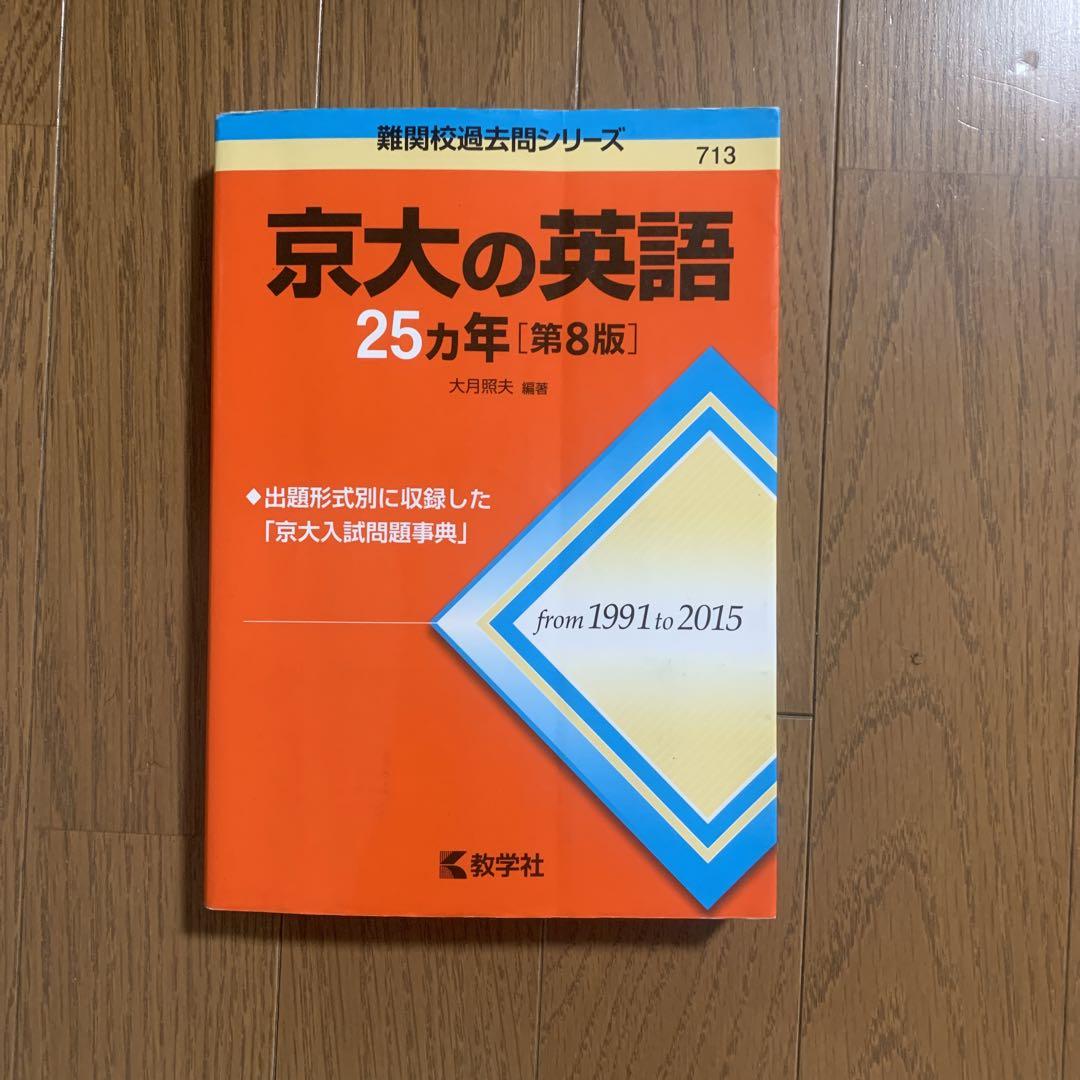 難関校過去問シリーズ
713
京大の英語
25カ年[第8版]
大月照夫 編著
◆出題形式別に収録した
「京大入試問題事典」
from 1991 to 2015
教学社